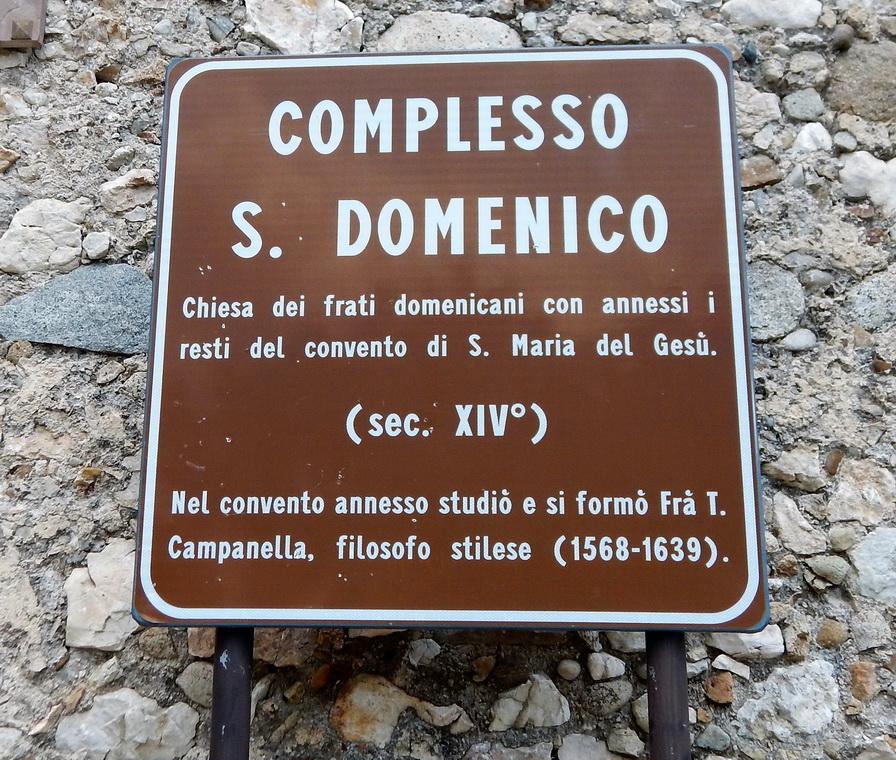 COMPLESSO
S. DOMENICO
Chiesa dei frati domenicani con annessi i
resti del convento di S. Maria del Gesù.
(sec. XIV°)
Nel convento annesso studiò e si formò Frà T.
Campanella, filosofo stilese (1568-1639).